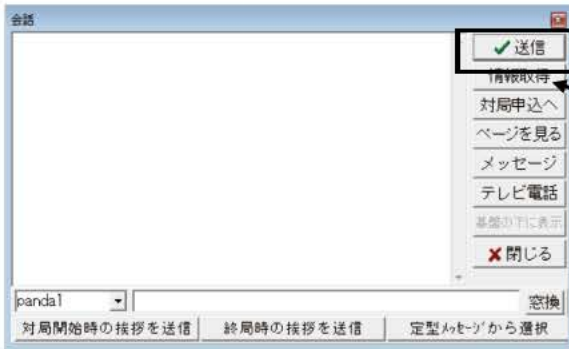 会話
送信
情報取得
対局申込へ
ページを見る
メッセージ
テレビ電話
基盤の下に表示
閉じる
panda1
窓換
対局開始時の挨拶を送信
終局時の挨拶を送信
定型メッセージから選択